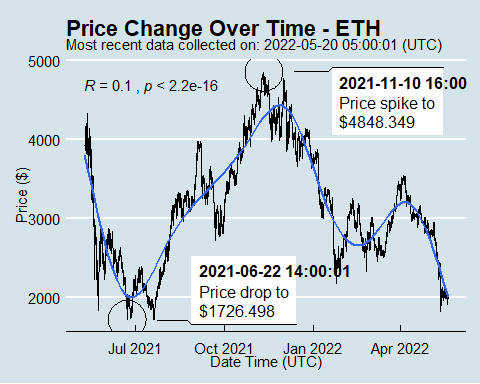 Price Change Over Time - ETH
Most recent data collected on: 2022-05-20 05:00:01 (UTC)
5000
R = 0.1 , p < 2.2e-16
2021-11-10 16:00
Price spike to
$4848.349
4000
Price ($)
3000
2021-06-22 14:00:01
Price drop to
$1726.498
2000
Jul 2021 Oct 2021 Jan 2022 Apr 2022
Date Time (UTC)